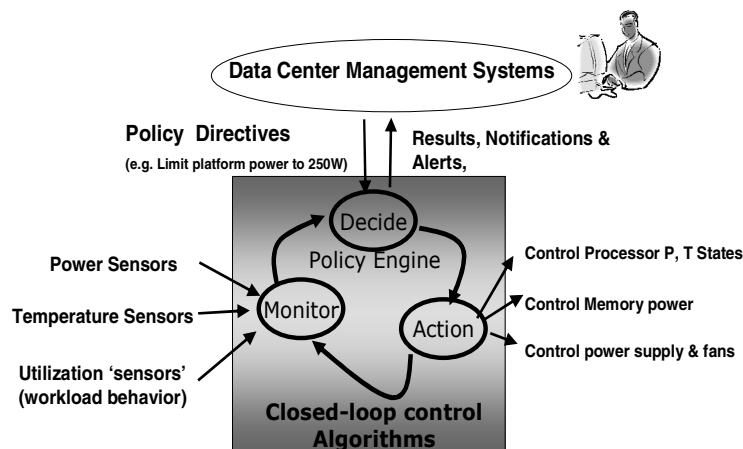 Data Center Management Systems
Policy Directives
(e.g. Limit platform power to 250W)
Results, Notifications &
Alerts,
Decide
Policy Engine
Power Sensors
Temperature Sensors
Utilization ‘sensors’
(workload behavior)
Monitor
Action
Control Processor P, T States
Control Memory power
Control power supply & fans
Closed-loop control
Algorithms